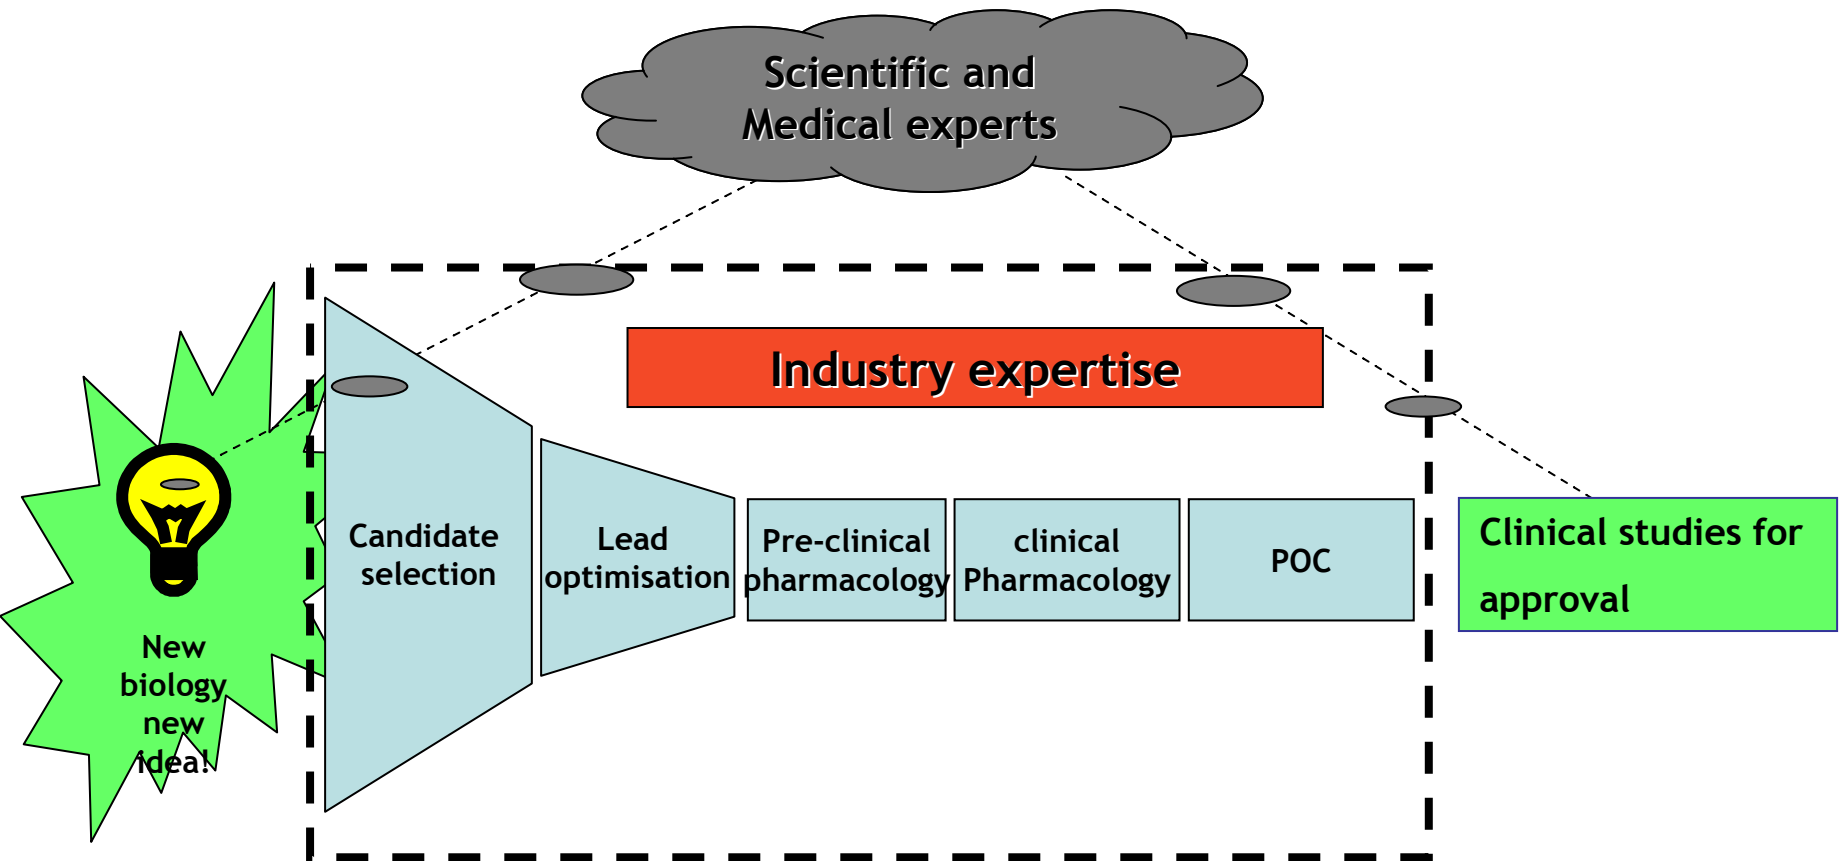 Scientific and
Medical experts
Industry expertise
Candidate
selection
Lead
optimisation
Pre-clinical
pharmacology
clinical
Pharmacology
POC
Clinical studies for
approval
New
biology
new
idea!